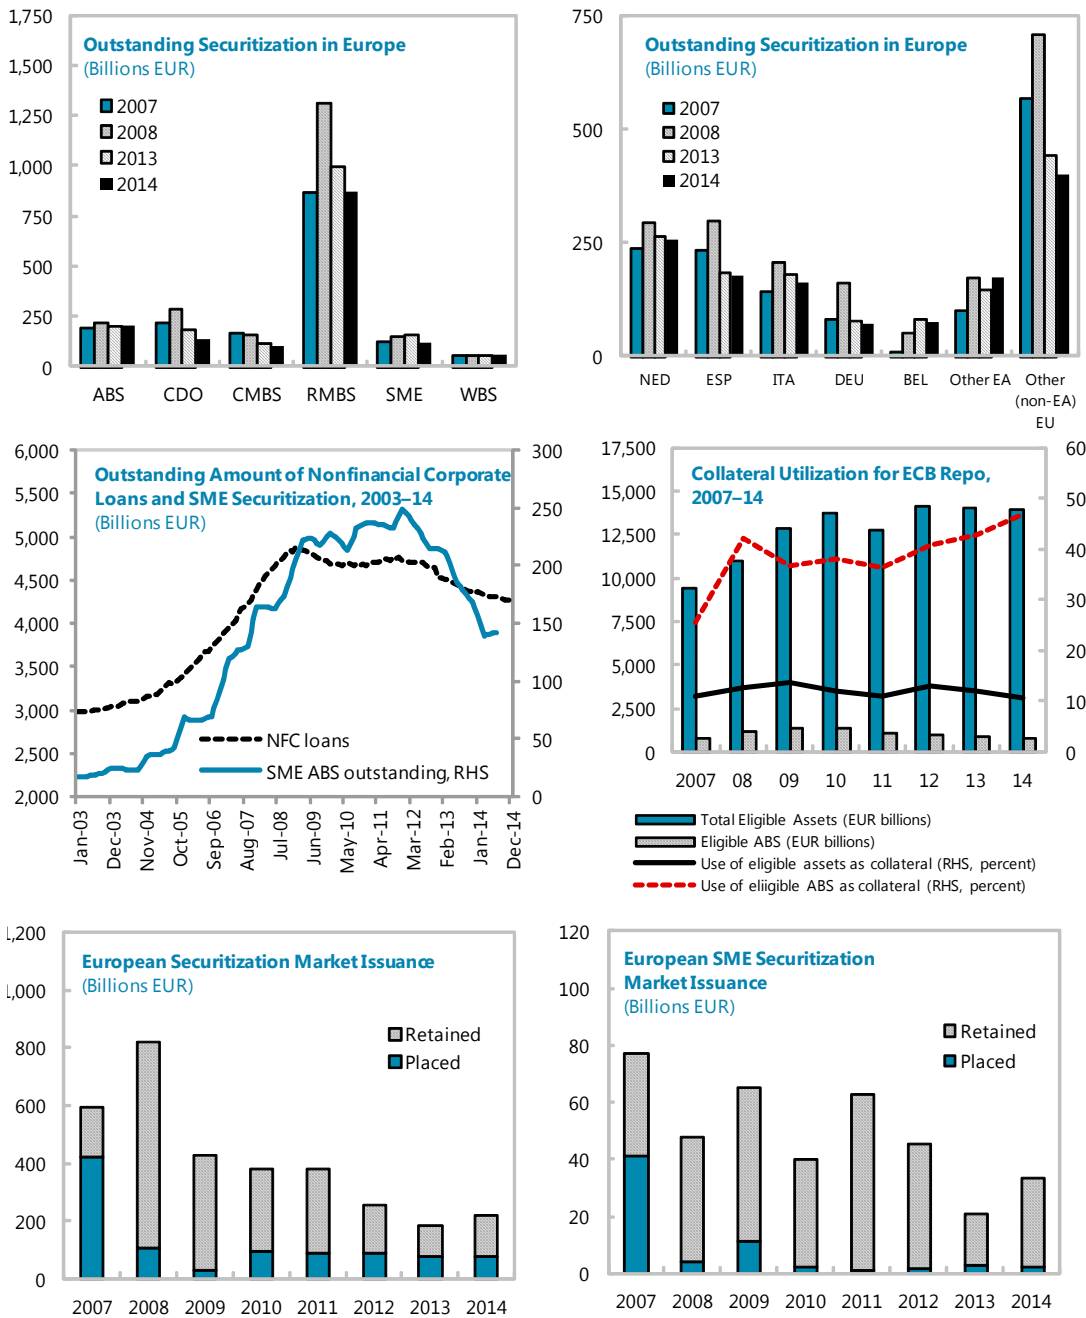 Outstanding Securitization in Europe
(Billions EUR)
2007
2008
2013
2014
1,750
1,500
1,250
1,000
750
500
250
0
ABS CDO CMBS RMBS SME WBS
Outstanding Securitization in Europe
(Billions EUR)
2007
2008
2013
2014
750
500
250
0
NED ESP ITA DEU BEL Other EA Other
(non-EA)
EU
Outstanding Amount of Nonfinancial Corporate
Loans and SME Securitization, 2003–14
(Billions EUR)
6,000
5,500
5,000
4,500
4,000
3,500
3,000
2,500
2,000
300
250
200
150
100
50
0
NFC loans
SME ABS outstanding, RHS
Jan-03
Dec-03
Nov-04
Oct-05
Sep-06
Aug-07
Jul-08
Jun-09
May-10
Apr-11
Mar-12
Feb-13
Jan-14
Dec-14
Collateral Utilization for ECB Repo,
2007–14
17,500
15,000
12,500
10,000
7,500
5,000
2,500
0
60
50
40
30
20
10
0
2007 08 09 10 11 12 13 14
Total Eligible Assets (EUR billions)
Eligible ABS (EUR billions)
Use of eligible assets as collateral (RHS, percent)
Use of eliigible ABS as collateral (RHS, percent)
European Securitization Market Issuance
(Billions EUR)
Retained
Placed
1,200
1,000
800
600
400
200
0
2007 2008 2009 2010 2011 2012 2013 2014
European SME Securitization
Market Issuance
(Billions EUR)
Retained
Placed
120
100
80
60
40
20
0
2007 2008 2009 2010 2011 2012 2013 2014